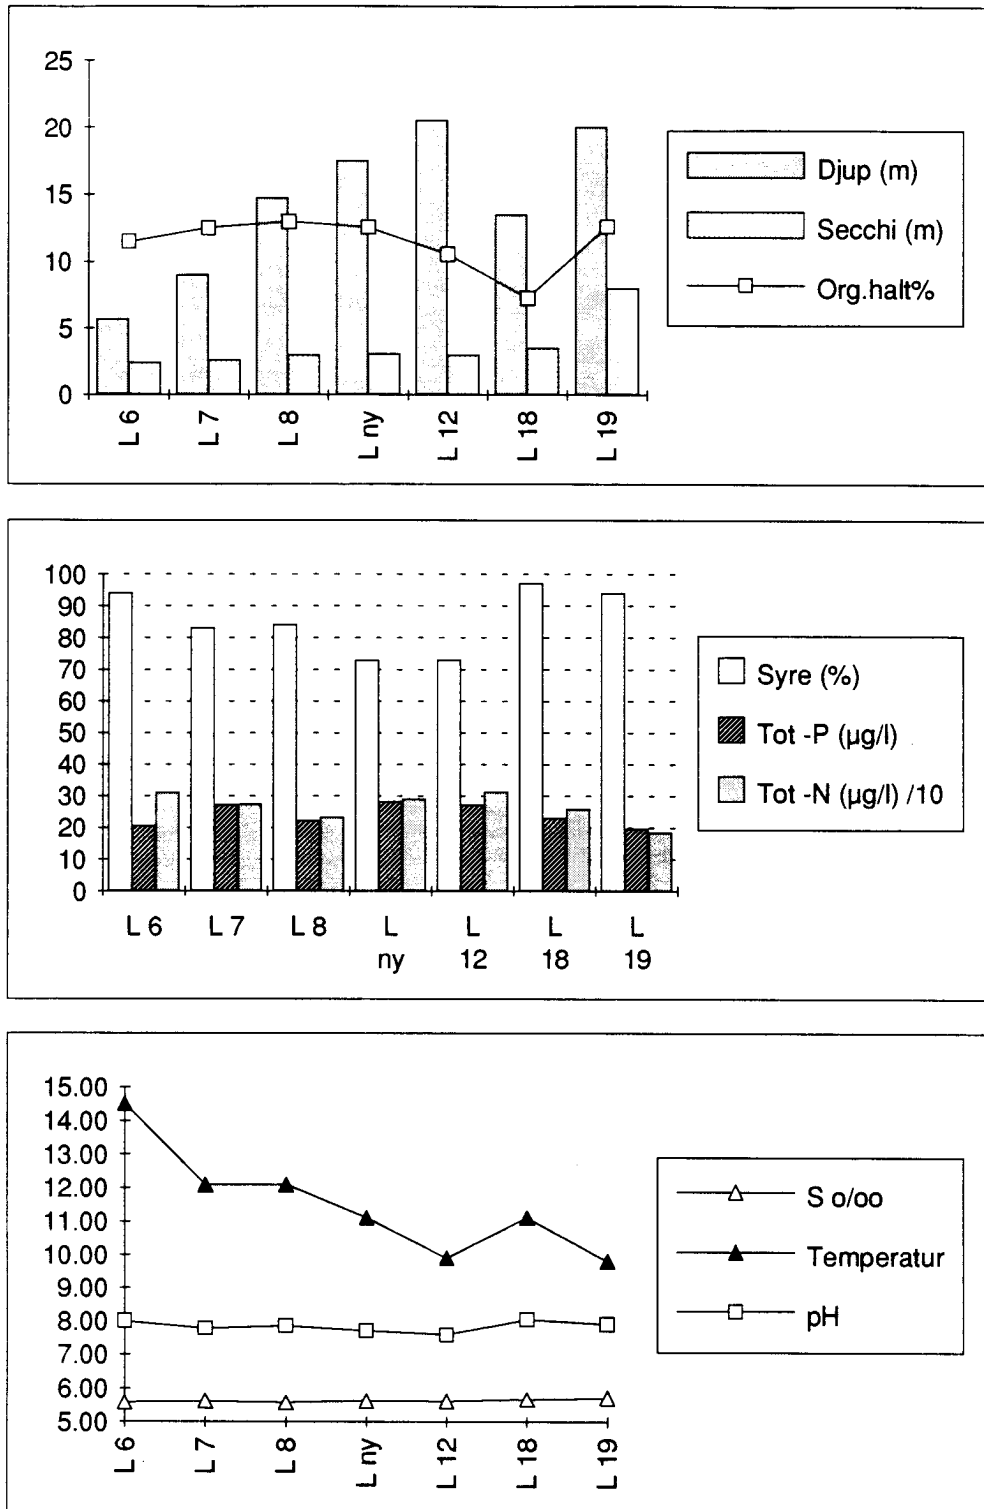 25
20
15
10
5
0
L 6
L 7
L 8
L ny
L 12
L 18
L 19
Djup (m)
Secchi (m)
Org.halt%
100
90
80
70
60
50
40
30
20
10
0
L 6
L 7
L 8
L
ny
L
12
L
18
L
19
Syre (%)
Tot -P (µg/l)
Tot -N (µg/l) /10
15.00
14.00
13.00
12.00
11.00
10.00
9.00
8.00
7.00
6.00
5.00
L 6
L 7
L 8
L ny
L 12
L 18
L 19
S o/oo
Temperatur
pH